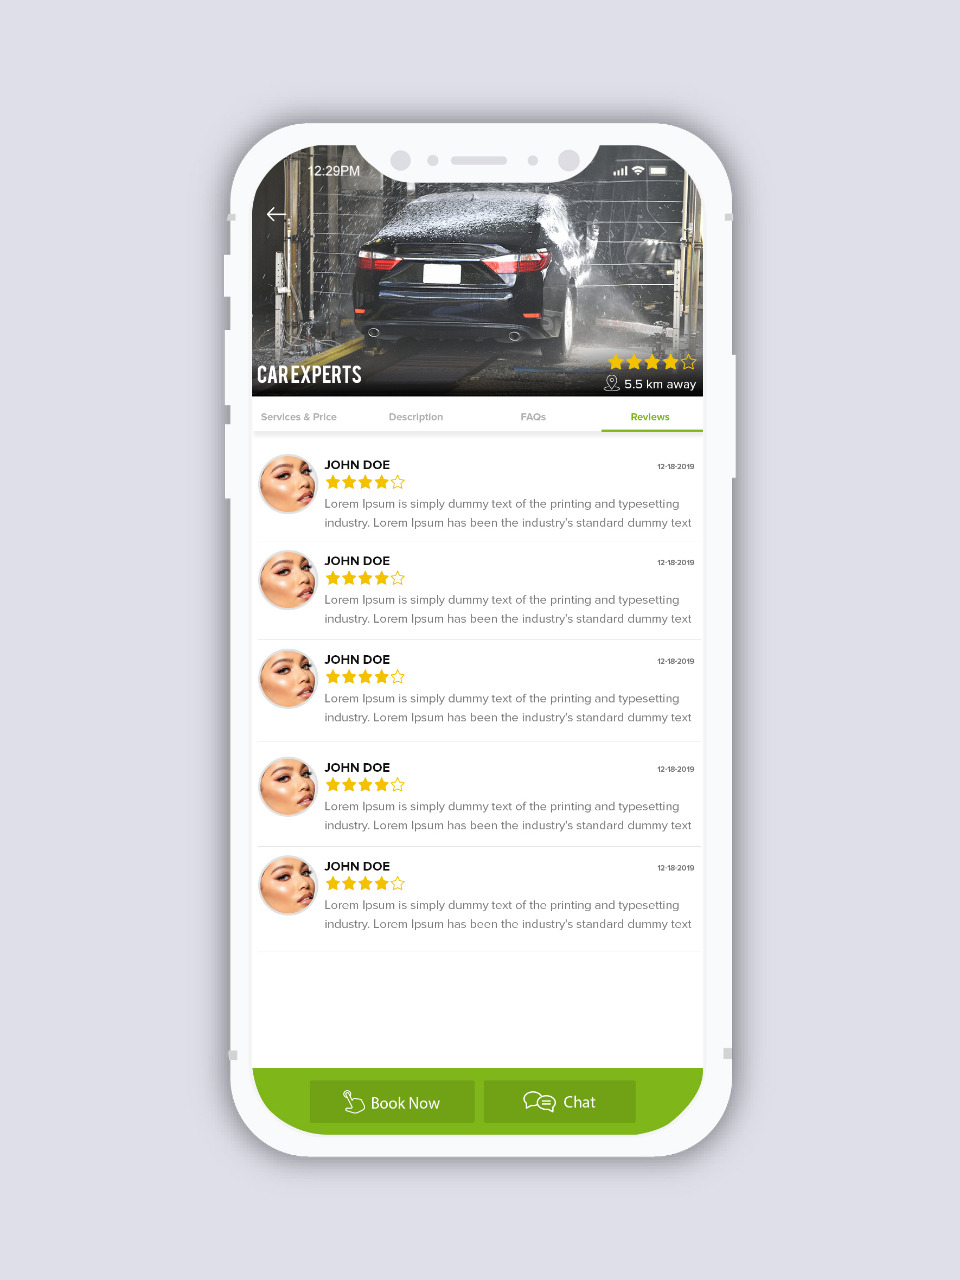 12:29PM
CAR EXPERTS
5.5 km away
Services & Price
Description
FAQs
Reviews
JOHN DOE
12-18-2019
Lorem Ipsum is simply dummy text of the printing and typesetting
industry. Lorem Ipsum has been the industry's standard dummy text
JOHN DOE
12-18-2019
Lorem Ipsum is simply dummy text of the printing and typesetting
industry. Lorem Ipsum has been the industry's standard dummy text
JOHN DOE
12-18-2019
Lorem Ipsum is simply dummy text of the printing and typesetting
industry. Lorem Ipsum has been the industry's standard dummy text
JOHN DOE
12-18-2019
Lorem Ipsum is simply dummy text of the printing and typesetting
industry. Lorem Ipsum has been the industry's standard dummy text
JOHN DOE
12-18-2019
Lorem Ipsum is simply dummy text of the printing and typesetting
industry. Lorem Ipsum has been the industry's standard dummy text
Book Now
Chat